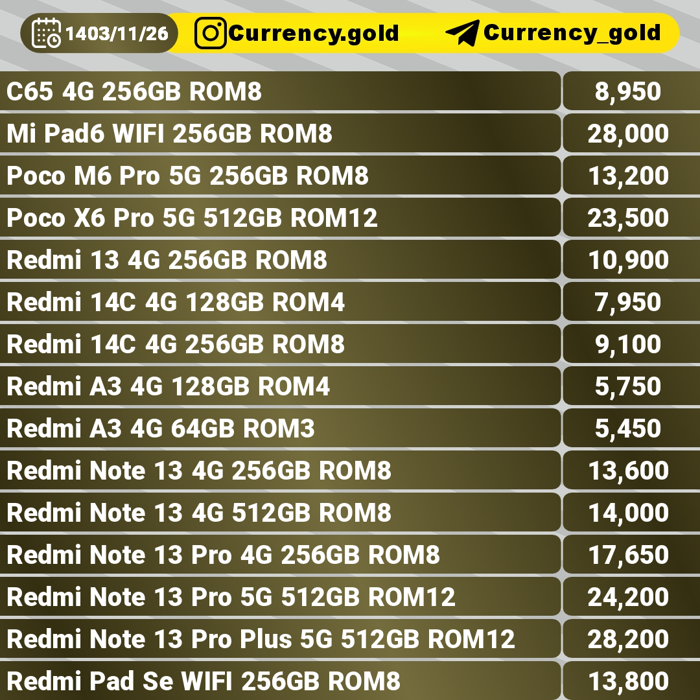 1403/11/26 Currency.gold Currency_gold
C65 4G 256GB ROM8 8,950
Mi Pad6 WIFI 256GB ROM8 28,000
Poco M6 Pro 5G 256GB ROM8 13,200
Poco X6 Pro 5G 512GB ROM12 23,500
Redmi 13 4G 256GB ROM8 10,900
Redmi 14C 4G 128GB ROM4 7,950
Redmi 14C 4G 256GB ROM8 9,100
Redmi A3 4G 128GB ROM4 5,750
Redmi A3 4G 64GB ROM3 5,450
Redmi Note 13 4G 256GB ROM8 13,600
Redmi Note 13 4G 512GB ROM8 14,000
Redmi Note 13 Pro 4G 256GB ROM8 17,650
Redmi Note 13 Pro 5G 512GB ROM12 24,200
Redmi Note 13 Pro Plus 5G 512GB ROM12 28,200
Redmi Pad Se WIFI 256GB ROM8 13,800